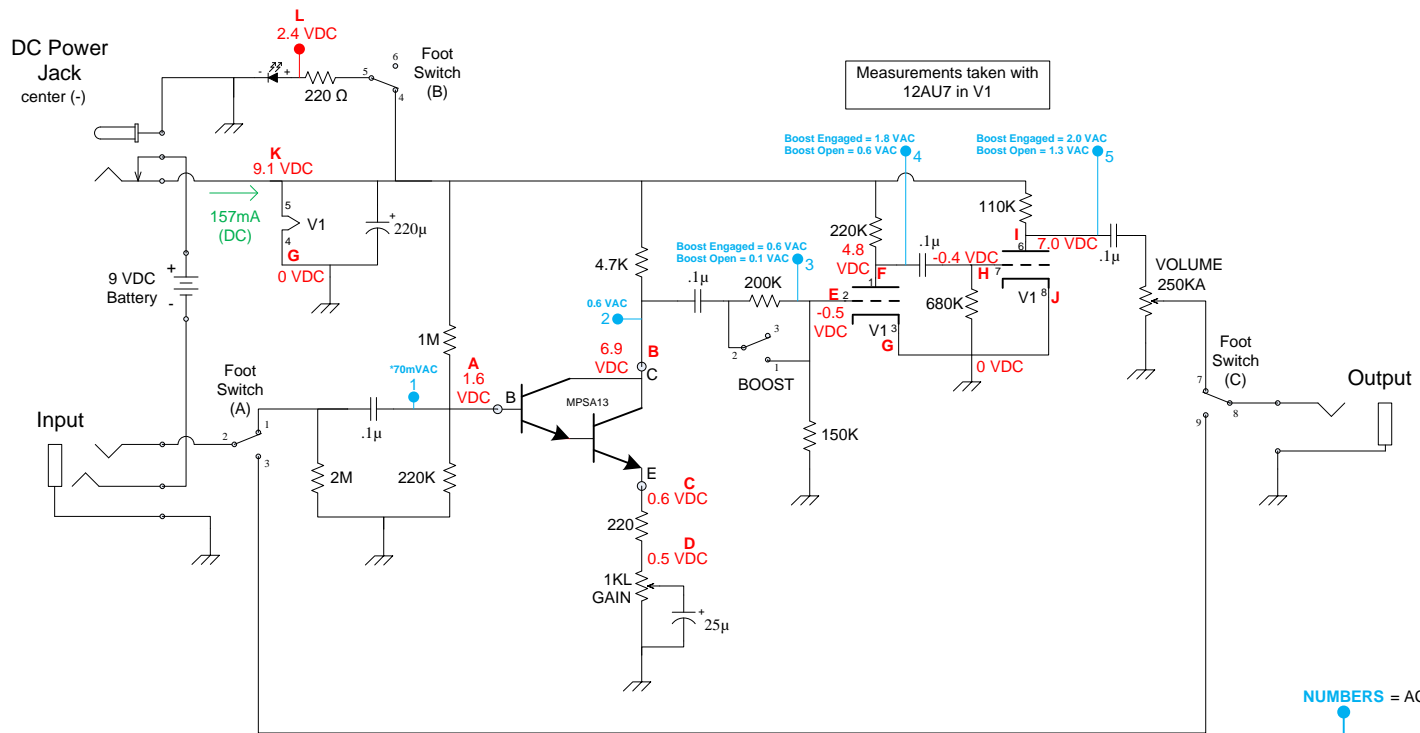 L
2.4 VDC
DC Power
Jack
center (-)
- +
220 Ω
5
6
4
Foot
Switch
(B)
Measurements taken with
12AU7 in V1
Boost Engaged = 1.8 VAC
Boost Open = 0.6 VAC
4
Boost Engaged = 2.0 VAC
Boost Open = 1.3 VAC
5
K
9.1 VDC
157mA
(DC)
5
V1
4
G
0 VDC
+
220µ
9 VDC
Battery
+
-
1M
4.7K
0.6 VAC
2
6.9
VDC
B
C
.1µ
Boost Engaged = 0.6 VAC
Boost Open = 0.1 VAC
3
200K
3
2
1
BOOST
150K
220K
4.8
VDC
F
1
E
2
-0.5
VDC
V1
3
G
.1µ
-0.4 VDC
H
680K
0 VDC
110K
I
6
7.0 VDC
7
V1
8
J
.1µ
VOLUME
250KA
Foot
Switch
(C)
7
8
9
Output
Input
Foot
Switch
(A)
2
1
3
2M
.1µ
*70mVAC
1
A
1.6
VDC
B
MPSA13
220K
E
C
0.6 VDC
220
D
0.5 VDC
1KL
GAIN
+
25µ
NUMBERS = AC